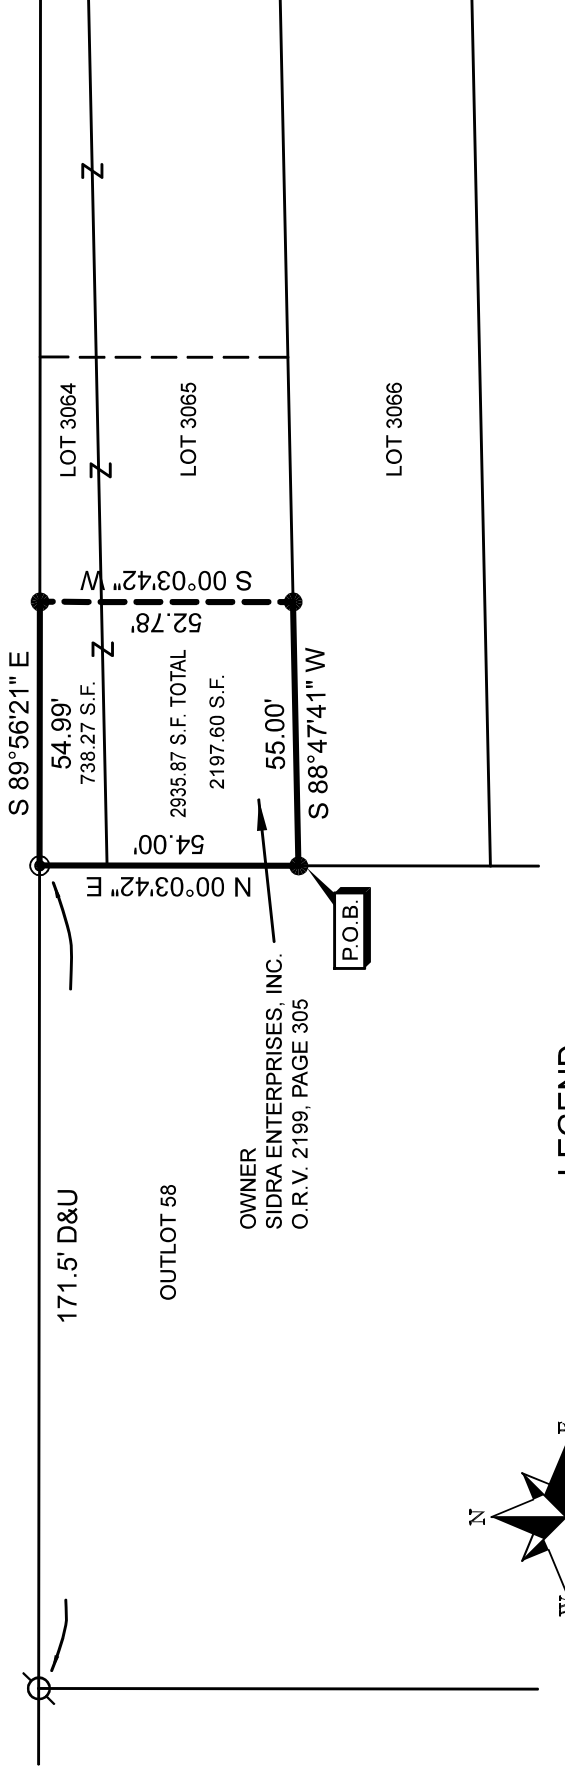 S 89°56'21" E
54.99'
738.27 S.F.
LOT 3064
Z
Z
Z
S 00°03'42" W
52.78'
LOT 3065
2935.87 S.F. TOTAL
2197.60 S.F.
54.00'
N 00°03'42" E
55.00'
S 88°47'41" W
LOT 3066
P.O.B.
171.5' D&U
OUTLOT 58
OWNER
SIDRA ENTERPRISES, INC.
O.R.V. 2199, PAGE 305
LEGEND
N
E
W